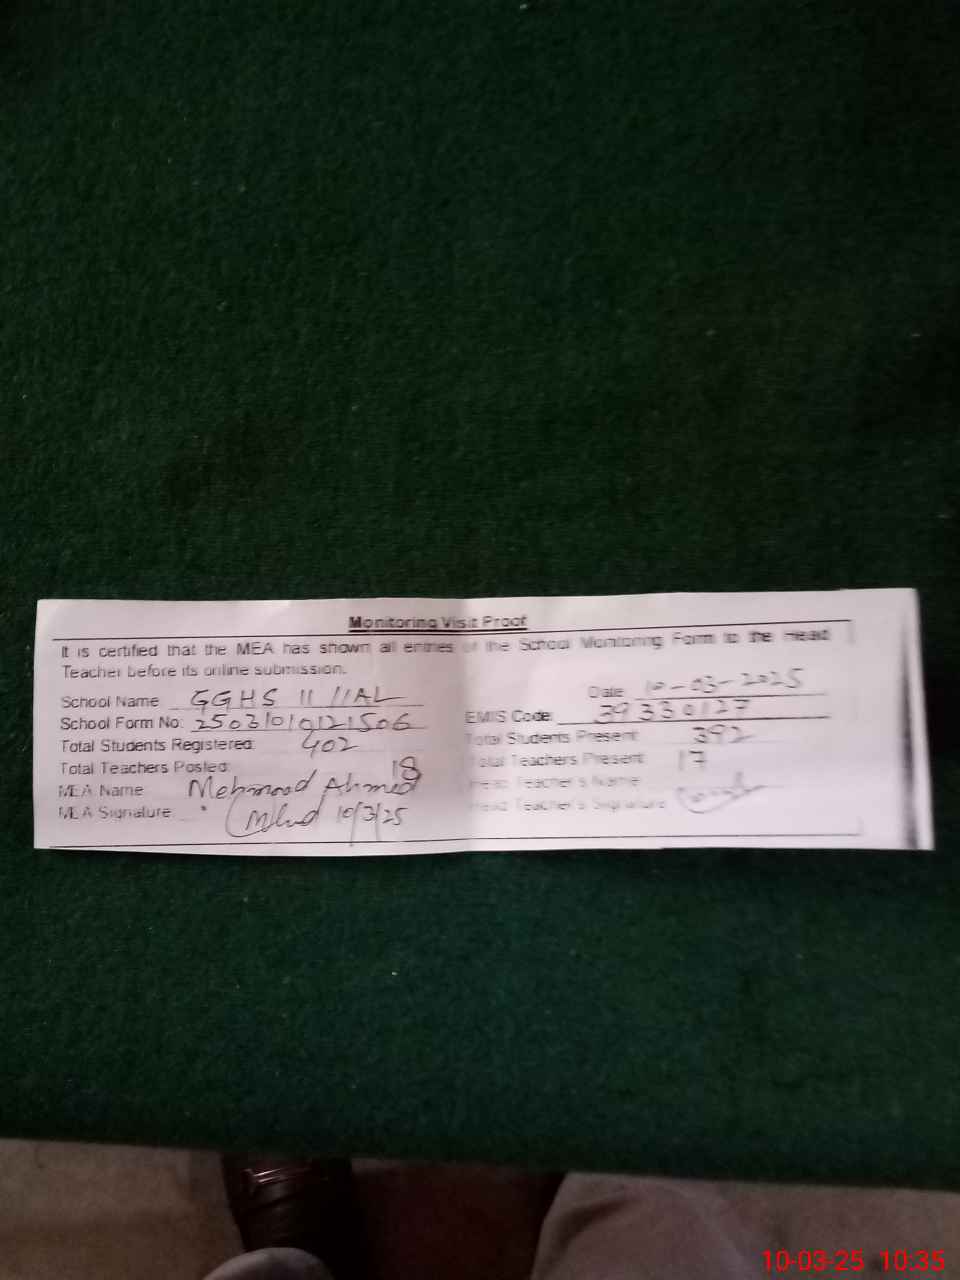 Monitoring Visit Proof
It is certified that the MEA has shown all entries of the School Monitoring Form to the Head
Teacher before its online submission.
Date 10-03-2025
School Name GGHS 11 11AL
EMIS Code: 39330127
School Form No: 25031010121506
Total Students Present: 392
Total Students Registered: 402
Total Teachers Present: 17
Total Teachers Posted: 18
Head Teacher's Name
MEA Name Mehmood Ahmed
Head Teacher's Signature
MEA Signature: 10/3/25
10-03-25 10:35